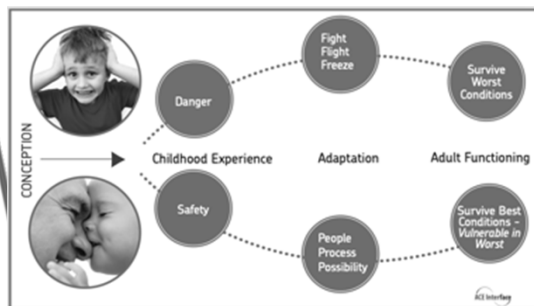 CONCEPTION
Danger
Fight
Flight
Freeze
Survive
Worst
Conditions
Childhood Experience
Adaptation
Adult Functioning
Safety
People
Process
Possibility
Survive Best
Conditions -
Vulnerable in
Worst
ACE Interface